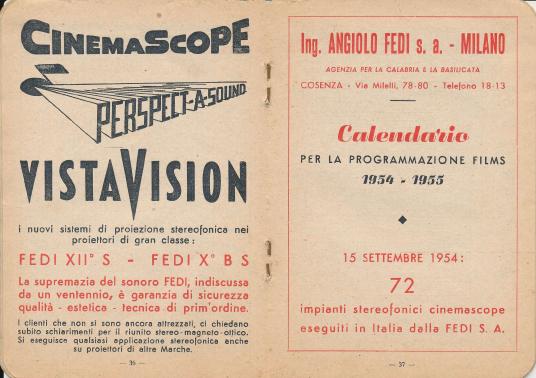 CINEMASCOPE
PERSPECT-A-SOUND
VISTAVISION
i nuovi sistemi di proiezione stereofonica nei
proiettori di gran classe:
FEDI XII° S - FEDI X° B S
La supremazia del sonoro FEDI, indiscussa
da un ventennio, è garanzia di sicurezza
qualità - estetica - tecnica di prim'ordine.
I clienti che non si sono ancora attrezzati, ci chiedano
subito schiarimenti per il riunito stereo-magneto-ottico.
Si eseguisce qualsiasi applicazione stereofonica anche
su proiettori di altre Marche.
— 36 —
Ing. ANGIOLO FEDI s. a. - MILANO
AGENZIA PER LA CALABRIA E LA BASILICATA
COSENZA - Via Milelli, 78-80 - Telefono 18-13
Calendario
PER LA PROGRAMMAZIONE FILMS
1954 - 1955
15 SETTEMBRE 1954:
72
impianti stereofonici cinemascope
eseguiti in Italia dalla FEDI S. A.
— 37 —